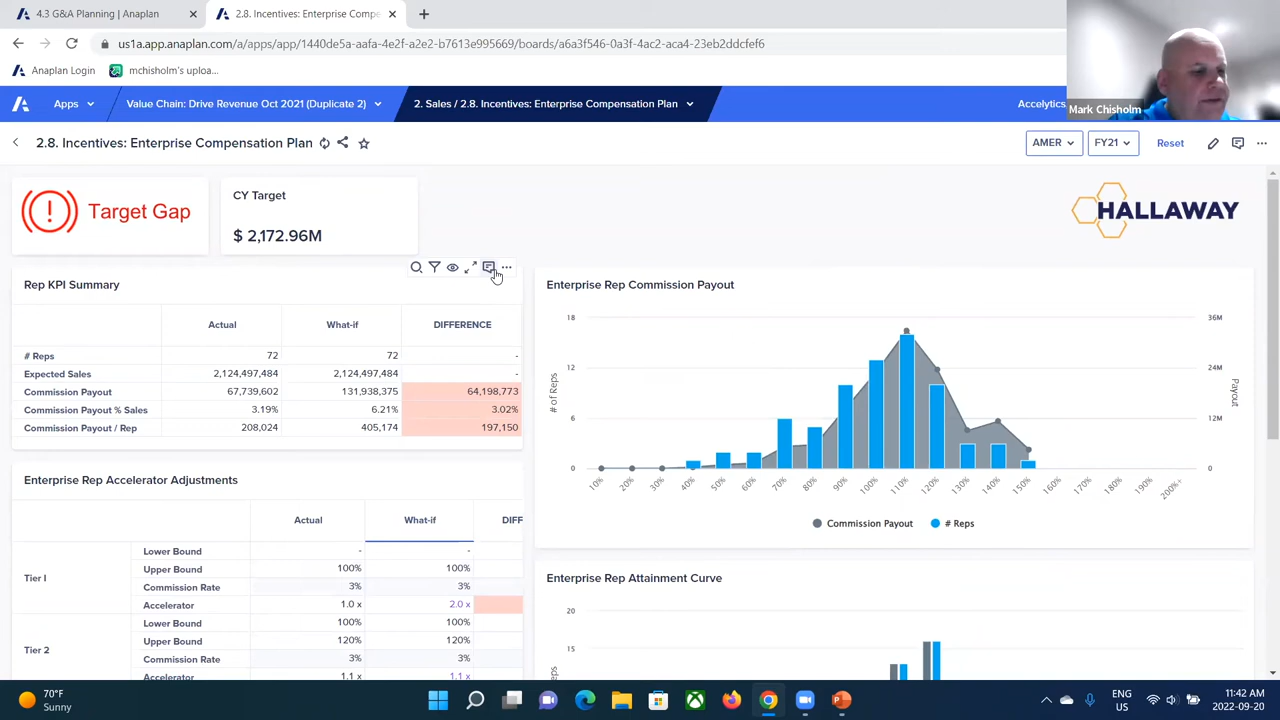 4.3 G&A Planning | Anaplan
2.8. Incentives: Enterprise Compe
us1a.app.anaplan.com/a/apps/app/1440de5a-aafa-4e2f-a2e2-b7613e995669/boards/a6a3f546-0a3f-4ac2-aca4-23eb2ddcfef6
Anaplan Login mchisholm's uploa...
Apps Value Chain: Drive Revenue Oct 2021 (Duplicate 2) 2. Sales / 2.8. Incentives: Enterprise Compensation Plan Accelytics
Mark Chisholm
2.8. Incentives: Enterprise Compensation Plan AMER FY21 Reset
Target Gap
CY Target
$ 2,172.96M
HALLAWAY
Rep KPI Summary
Actual What-if DIFFERENCE
# Reps 72 72 -
Expected Sales 2,124,497,484 2,124,497,484 -
Commission Payout 67,739,602 131,938,375 64,198,773
Commission Payout % Sales 3.19% 6.21% 3.02%
Commission Payout / Rep 208,024 405,174 197,150
Enterprise Rep Accelerator Adjustments
Actual What-if DIFF
Tier I
Lower Bound - -
Upper Bound 100% 100%
Commission Rate 3% 3%
Accelerator 1.0 x 2.0 x
Tier 2
Lower Bound 100% 100%
Upper Bound 120% 120%
Commission Rate 3% 3%
Accelerator 1.1 x 1.1 x
Enterprise Rep Commission Payout
18 36M
12 24M
6 12M
0 0
# of Reps
Payout
10% 20% 30% 40% 50% 60% 70% 80% 90% 100% 110% 120% 130% 140% 150% 160% 170% 180% 190% 200%+
Commission Payout # Reps
Enterprise Rep Attainment Curve
20
15
eps
70°F
Sunny
ENG
WES
11:42 AM
2022-09-20